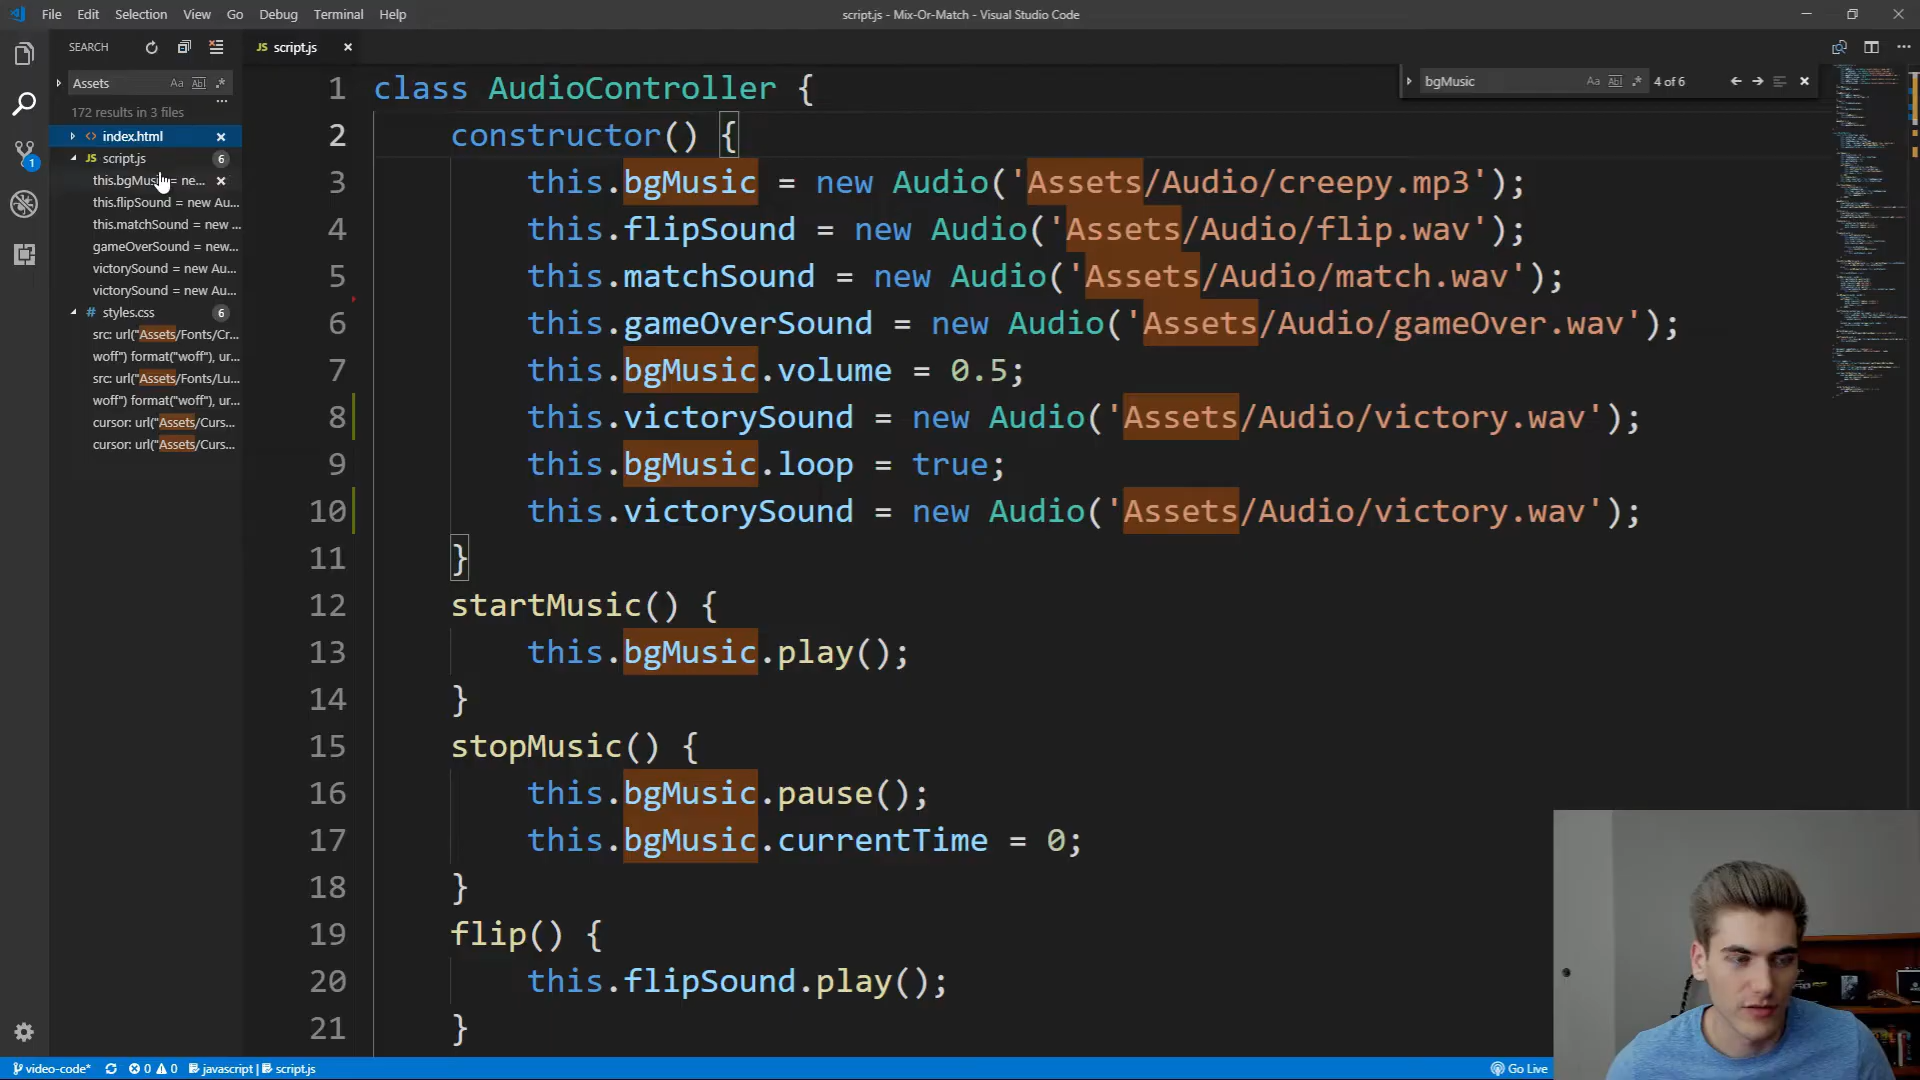 File Edit Selection View Go Debug Terminal Help
script.js - Mix-Or-Match - Visual Studio Code
SEARCH
JS script.js
Assets
172 results in 3 files
index.html
JS script.js 6
this.bgMusi = ne...
this.flipSound = new Au...
this.matchSound = new ...
gameOverSound = new...
victorySound = new Au...
victorySound = new Au...
# styles.css 6
src: url("Assets/Fonts/Cr...
woff") format("woff"), ur...
src: url("Assets/Fonts/Lu...
woff") format("woff"), ur...
cursor: url("Assets/Curs...
cursor: url("Assets/Curs...
bgMusic Aa Abl .* 4 of 6
1 class AudioController {
2 constructor() {
3 this.bgMusic = new Audio('Assets/Audio/creepy.mp3');
4 this.flipSound = new Audio('Assets/Audio/flip.wav');
5 this.matchSound = new Audio('Assets/Audio/match.wav');
6 this.gameOverSound = new Audio('Assets/Audio/gameOver.wav');
7 this.bgMusic.volume = 0.5;
8 this.victorySound = new Audio('Assets/Audio/victory.wav');
9 this.bgMusic.loop = true;
10 this.victorySound = new Audio('Assets/Audio/victory.wav');
11 }
12 startMusic() {
13 this.bgMusic.play();
14 }
15 stopMusic() {
16 this.bgMusic.pause();
17 this.bgMusic.currentTime = 0;
18 }
19 flip() {
20 this.flipSound.play();
21 }
video-code* 0 0 javascript | script.js
Go Live